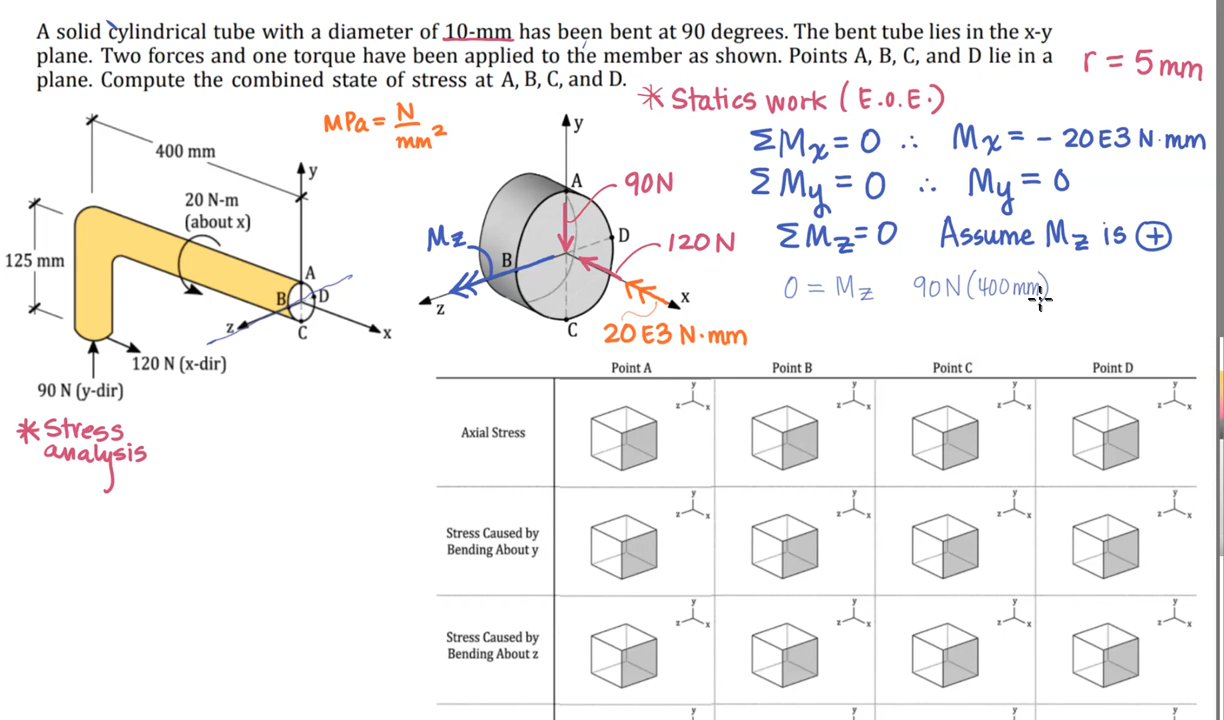 A solid cylindrical tube with a diameter of 10-mm has been bent at 90 degrees. The bent tube lies in the x-y
plane. Two forces and one torque have been applied to the member as shown. Points A, B, C, and D lie in a
plane. Compute the combined state of stress at A, B, C, and D.
r = 5mm
* Statics work (E.O.E.)
MPa = N/mm²
ΣMx = 0 ∴ Mx = - 20E3 N·mm
ΣMy = 0 ∴ My = 0
ΣMz = 0 Assume Mz is ⊕
0 = Mz 90N(400mm)
400 mm
y
20 N-m
(about x)
125 mm
A
B
D
z
C
x
120 N (x-dir)
90 N (y-dir)
* Stress
analysis
y
A
90N
Mz
D
120N
B
x
z
C
20E3 N·mm
Point A Point B Point C Point D
y y y y
z x z x z x z x
Axial Stress
y y y y
z x z x z x z x
Stress Caused by
Bending About y
y y y y
z x z x z x z x
Stress Caused by
Bending About z
y y y y